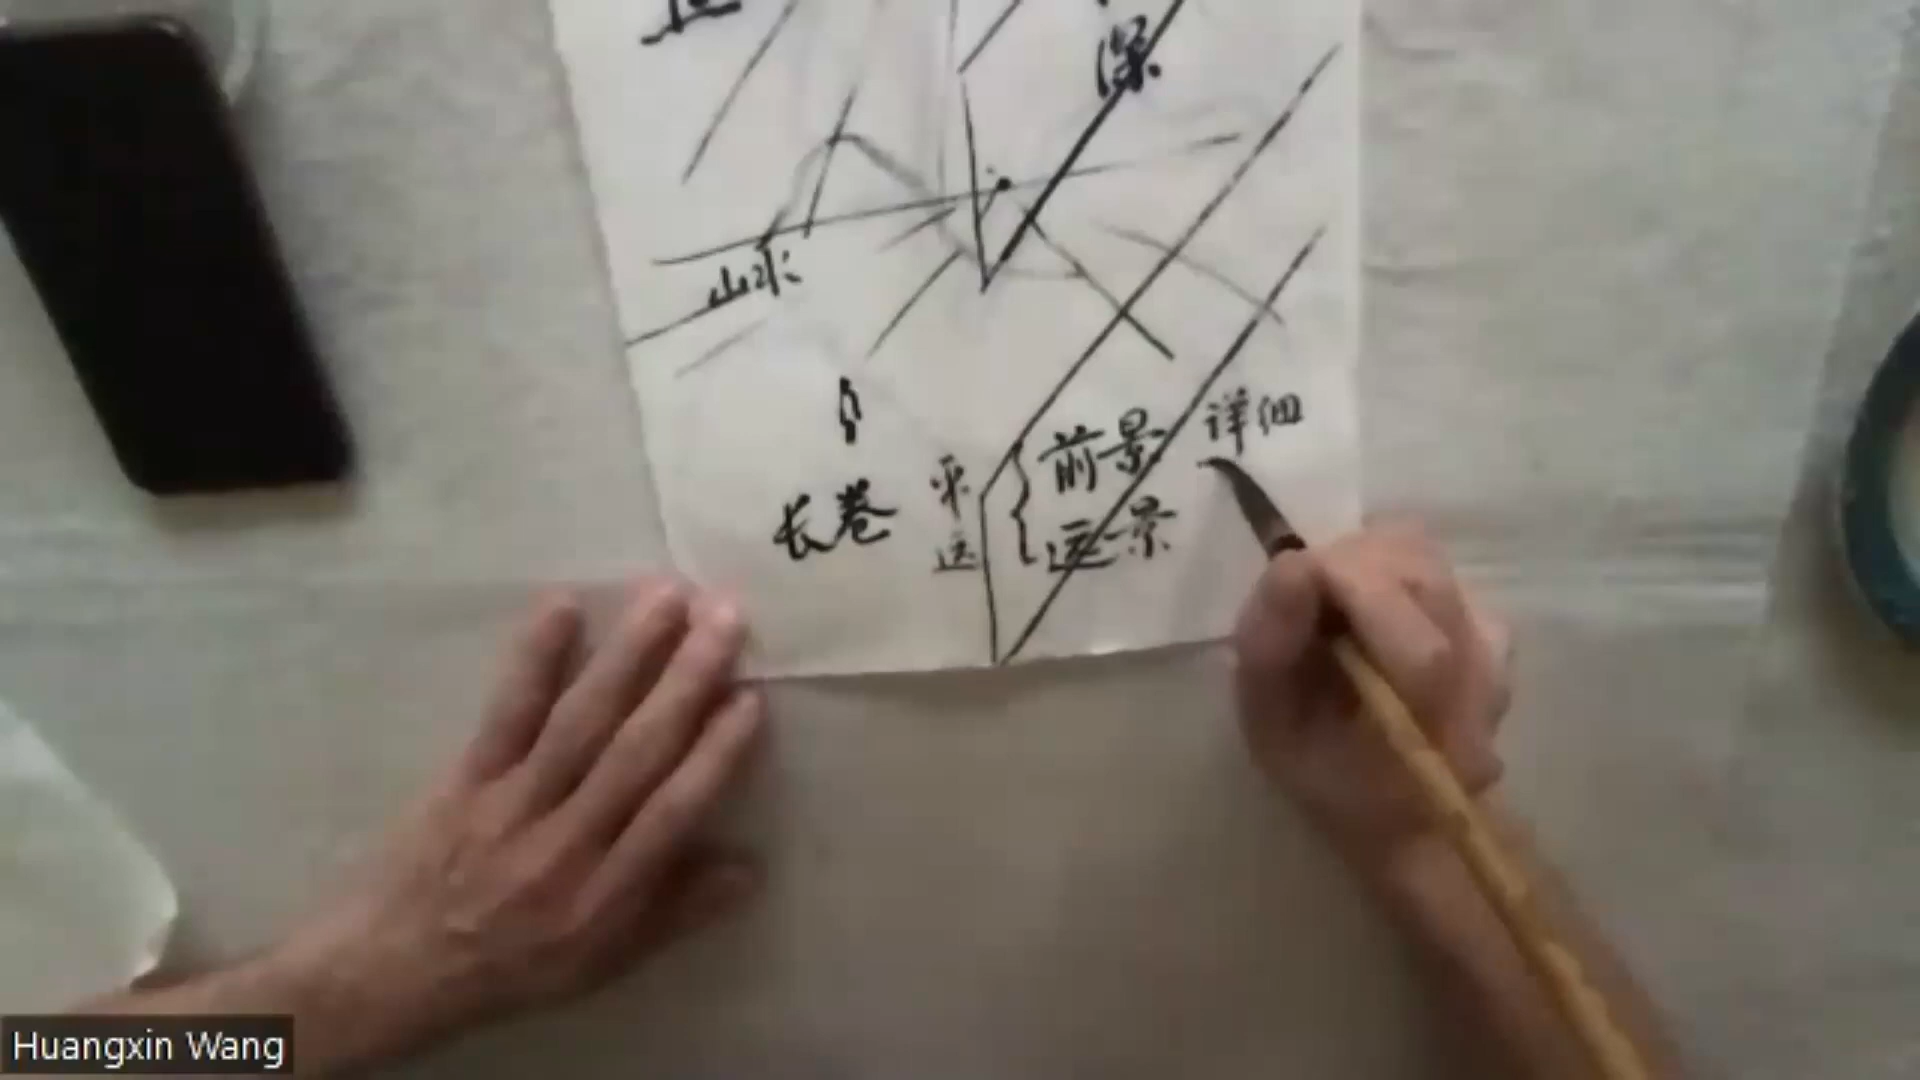 深
山水
前景 详细
平远
长卷
远景
Huangxin Wang